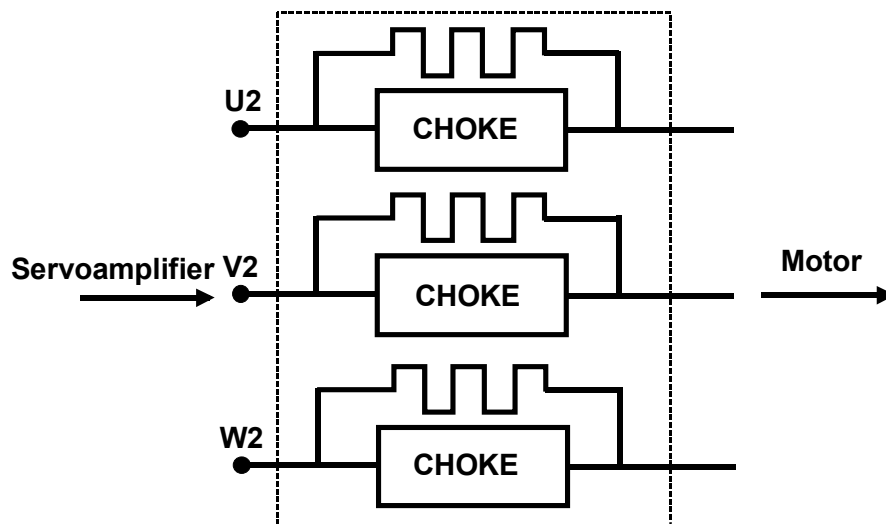 U2
CHOKE
Servoamplifier V2
CHOKE
Motor
W2
CHOKE